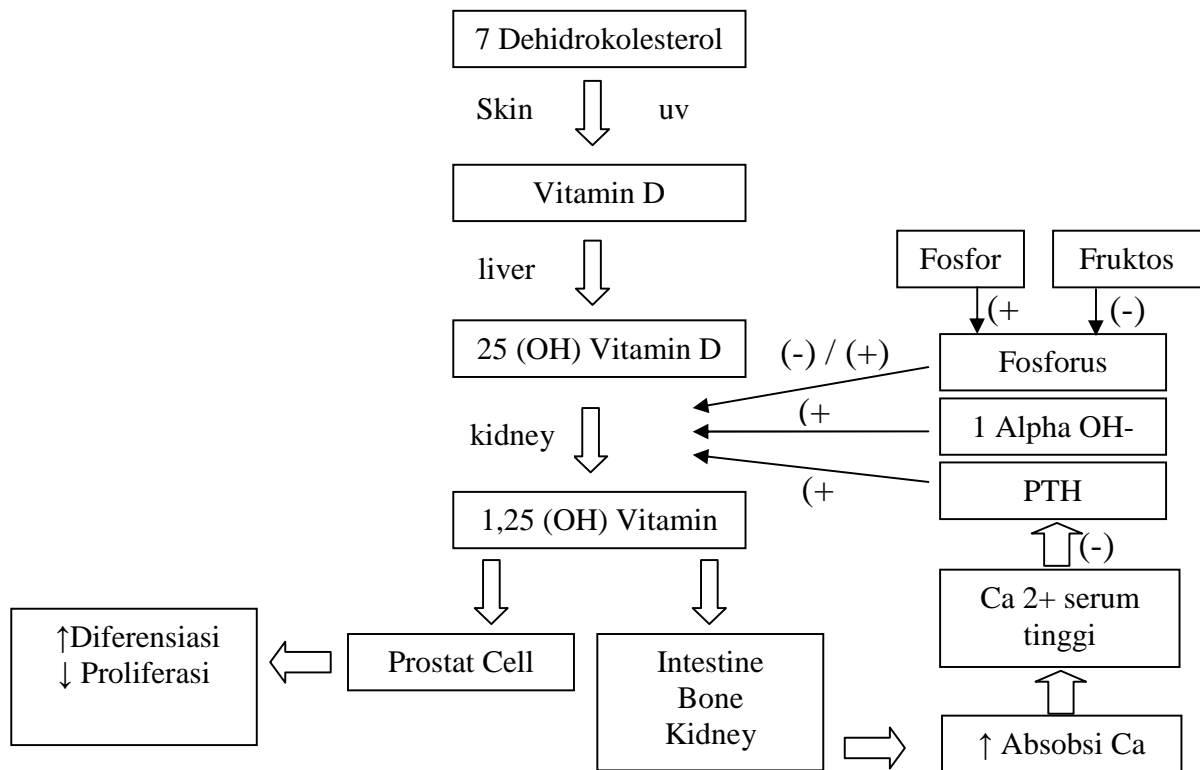 7 Dehidrokolesterol
Skin uv
Vitamin D
liver
Fosfor Fruktos
(+ (-)
25 (OH) Vitamin D
(-) / (+)
Fosforus
kidney
(+
1 Alpha OH-
(+
PTH
1,25 (OH) Vitamin
(-)
Ca 2+ serum
tinggi
↑Diferensiasi
↓ Proliferasi
Prostat Cell
Intestine
Bone
Kidney
↑ Absobsi Ca